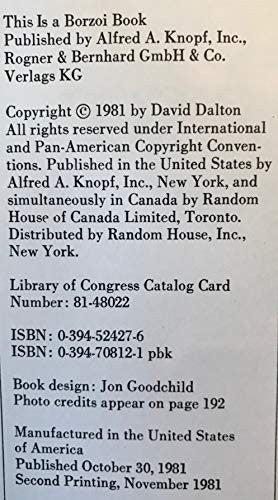 This Is a Borzoi Book
Published by Alfred A. Knopf, Inc.,
Rogner & Bernhard GmbH & Co.
Verlags KG
Copyright © 1981 by David Dalton
All rights reserved under International
and Pan-American Copyright Conven-
tions. Published in the United States by
Alfred A. Knopf, Inc., New York, and
simultaneously in Canada by Random
House of Canada Limited, Toronto.
Distributed by Random House, Inc.,
New York.
Library of Congress Catalog Card
Number: 81-48022
ISBN: 0-394-52427-6
ISBN: 0-394-70812-1 pbk
Book design: Jon Goodchild
Photo credits appear on page 192
Manufactured in the United States
of America
Published October 30, 1981
Second Printing, November 1981